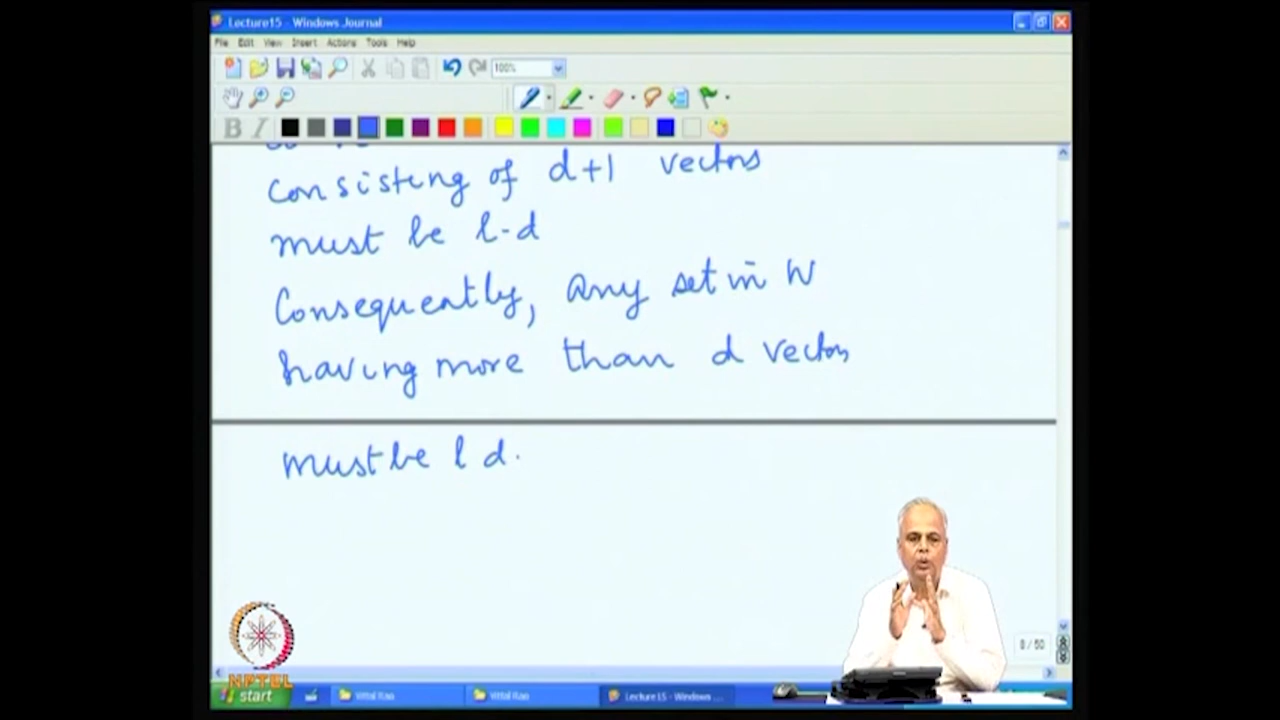 Lecture15 - Windows Journal
File Edit View Insert Actions Tools Help
100%
B I
Consisting of d+1 vectors
must be l-d
Consequently, any set in W
having more than d vectors
must be l d.
8 / 50
NPTEL
start Vittal Rao Vittal Rao Lecture15 - Windows ...